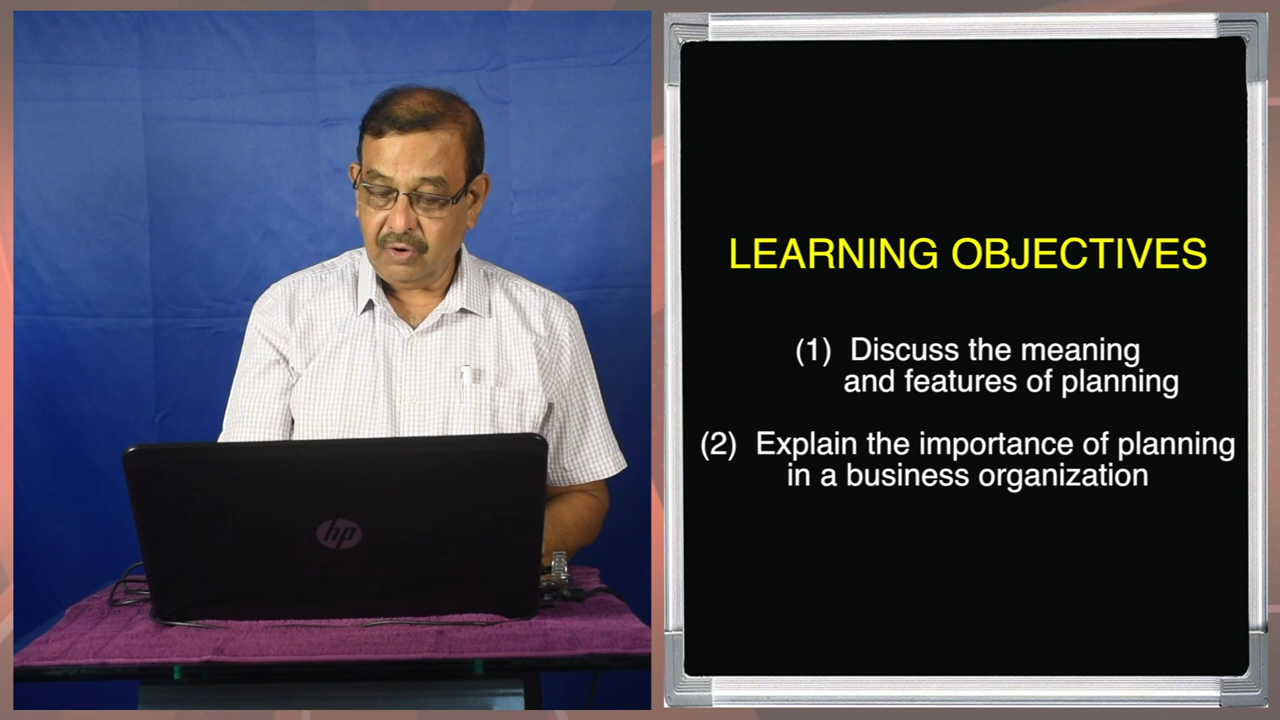 hp
LEARNING OBJECTIVES
(1) Discuss the meaning
and features of planning
(2) Explain the importance of planning
in a business organization